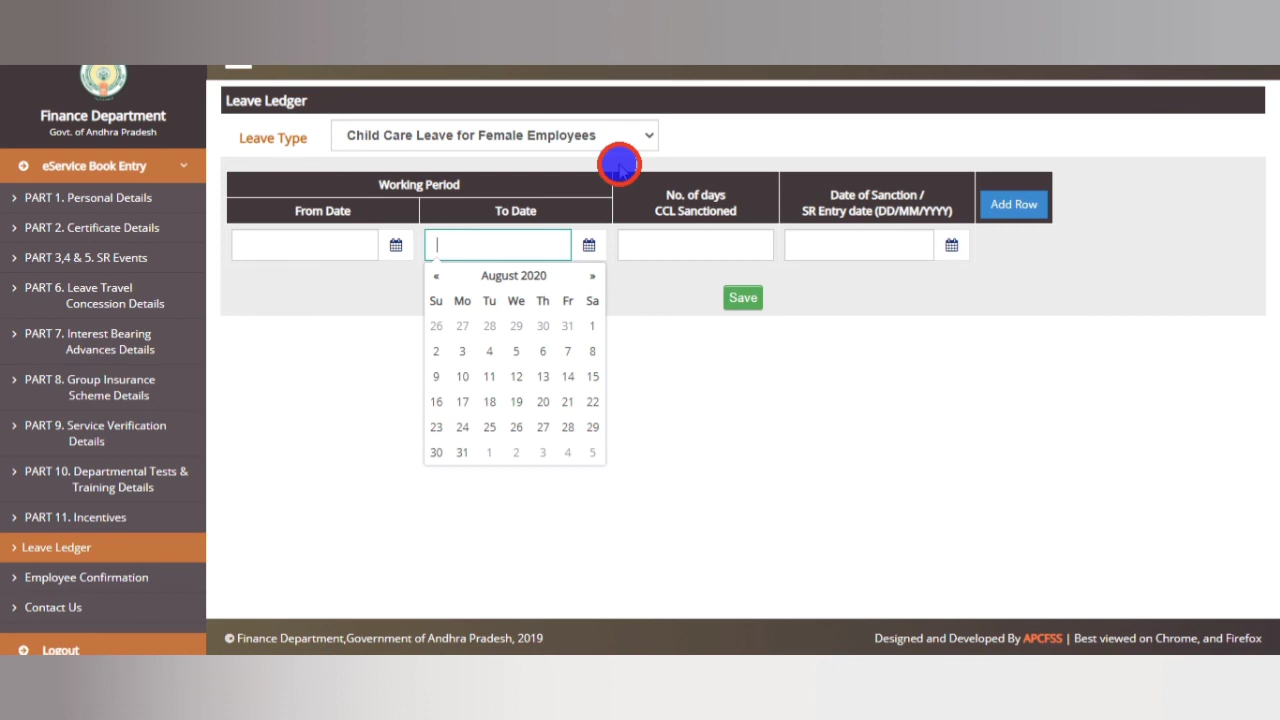 Finance Department
Govt. of Andhra Pradesh
eService Book Entry
PART 1. Personal Details
PART 2. Certificate Details
PART 3,4 & 5. SR Events
PART 6. Leave Travel
Concession Details
PART 7. Interest Bearing
Advances Details
PART 8. Group Insurance
Scheme Details
PART 9. Service Verification
Details
PART 10. Departmental Tests &
Training Details
PART 11. Incentives
Leave Ledger
Employee Confirmation
Contact Us
Logout
Leave Ledger
Leave Type Child Care Leave for Female Employees
Working Period
From Date To Date
No. of days
CCL Sanctioned
Date of Sanction /
SR Entry date (DD/MM/YYYY)
Add Row
« August 2020 »
Su Mo Tu We Th Fr Sa
26 27 28 29 30 31 1
2 3 4 5 6 7 8
9 10 11 12 13 14 15
16 17 18 19 20 21 22
23 24 25 26 27 28 29
30 31 1 2 3 4 5
Save
© Finance Department,Government of Andhra Pradesh, 2019
Designed and Developed By APCFSS | Best viewed on Chrome, and Firefox